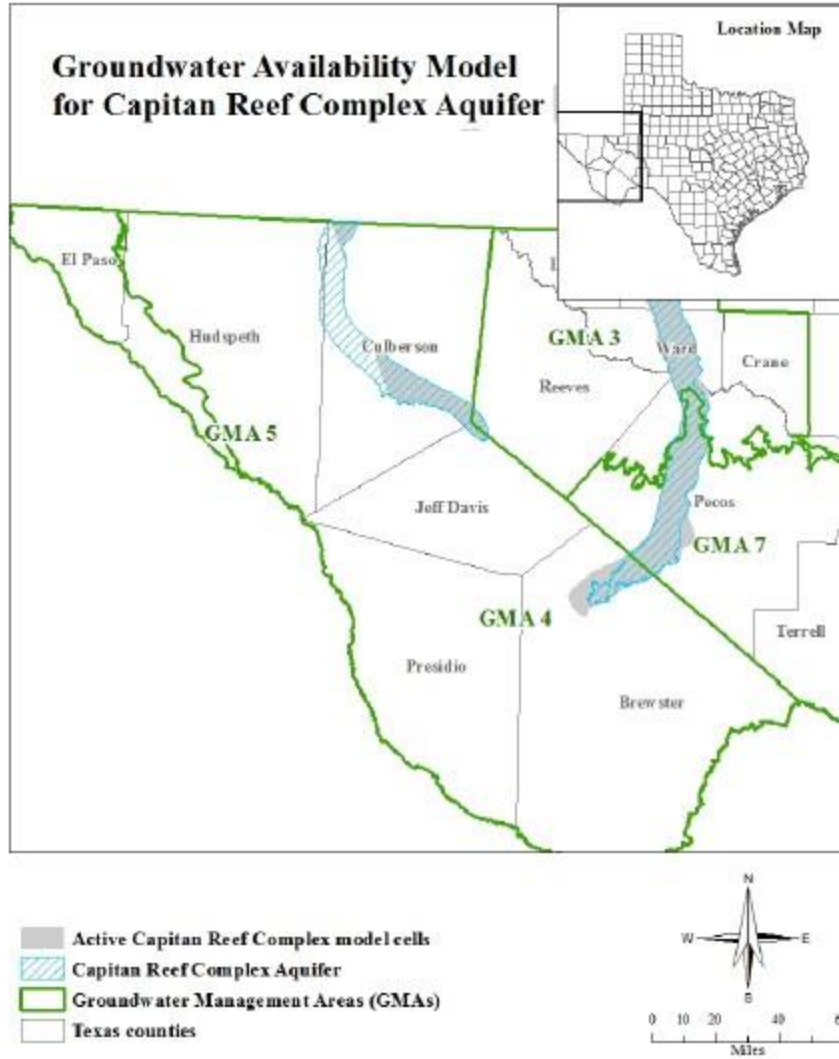 Location Map
Groundwater Availability Model
for Capitan Reef Complex Aquifer
El Paso
Hudspeth
Culberson
GMA 3
Ward
Crane
Reeves
GMA 5
Jeff Davis
Pecos
GMA 7
GMA 4
Terrell
Presidio
Brewster
N
W
E
S
Active Capitan Reef Complex model cells
Capitan Reef Complex Aquifer
Groundwater Management Areas (GMAs)
Texas counties
0 10 20 40
Miles